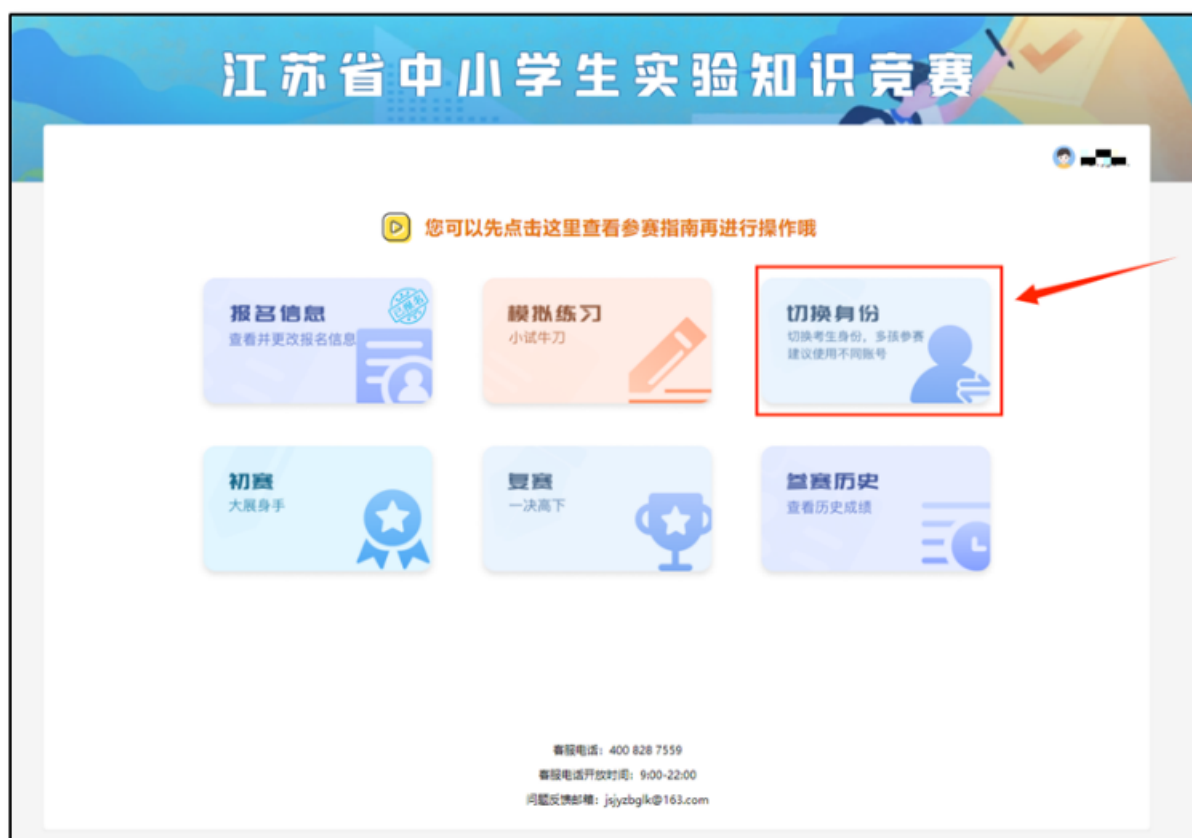 江苏省中小学生实验知识竞赛
您可以先点击这里查看参赛指南再进行操作哦
报名信息
已报名
查看并更改报名信息
模拟练习
小试牛刀
切换身份
切换考生身份，多孩参赛
建议使用不同账号
初赛
大展身手
复赛
一决高下
参赛历史
查看历史成绩
客服电话：400 828 7559
客服电话开放时间：9:00-22:00
问题反馈邮箱：jsjyzbglk@163.com